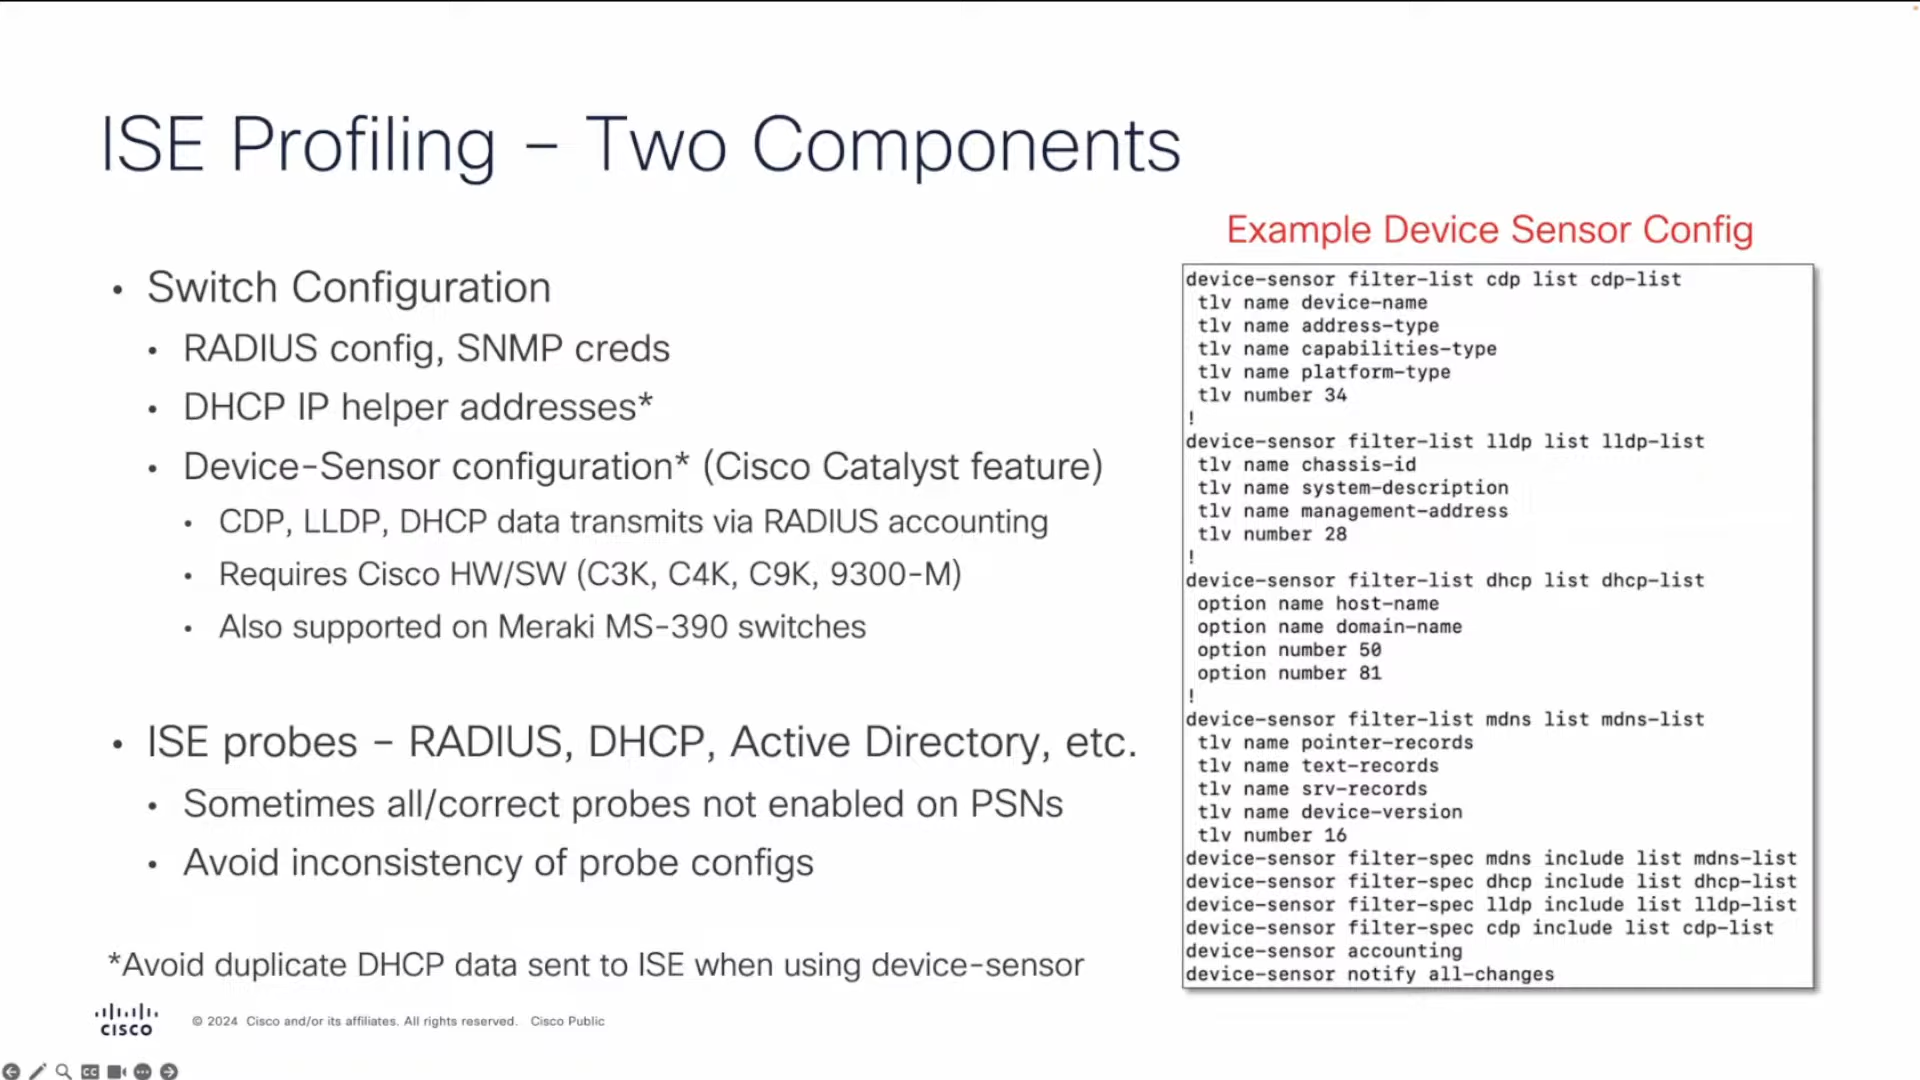 ISE Profiling – Two Components
• Switch Configuration
• RADIUS config, SNMP creds
• DHCP IP helper addresses*
• Device-Sensor configuration* (Cisco Catalyst feature)
• CDP, LLDP, DHCP data transmits via RADIUS accounting
• Requires Cisco HW/SW (C3K, C4K, C9K, 9300-M)
• Also supported on Meraki MS-390 switches
• ISE probes – RADIUS, DHCP, Active Directory, etc.
• Sometimes all/correct probes not enabled on PSNs
• Avoid inconsistency of probe configs
*Avoid duplicate DHCP data sent to ISE when using device-sensor
Example Device Sensor Config
device-sensor filter-list cdp list cdp-list
tlv name device-name
tlv name address-type
tlv name capabilities-type
tlv name platform-type
tlv number 34
!
device-sensor filter-list lldp list lldp-list
tlv name chassis-id
tlv name system-description
tlv name management-address
tlv number 28
!
device-sensor filter-list dhcp list dhcp-list
option name host-name
option name domain-name
option number 50
option number 81
!
device-sensor filter-list mdns list mdns-list
tlv name pointer-records
tlv name text-records
tlv name srv-records
tlv name device-version
tlv number 16
device-sensor filter-spec mdns include list mdns-list
device-sensor filter-spec dhcp include list dhcp-list
device-sensor filter-spec lldp include list lldp-list
device-sensor filter-spec cdp include list cdp-list
device-sensor accounting
device-sensor notify all-changes
CISCO
© 2024 Cisco and/or its affiliates. All rights reserved. Cisco Public
CC